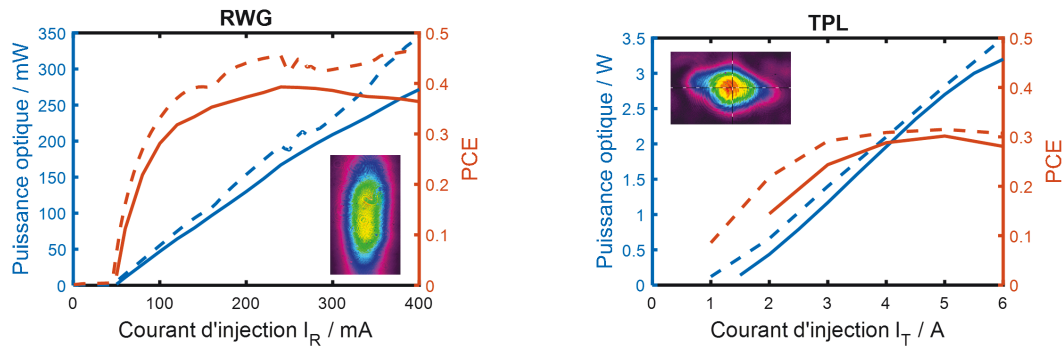 RWG
350
300
250
200
150
100
50
0
Puissance optique / mW
0.5
0.4
0.3
0.2
0.1
0
PCE
0 100 200 300 400
Courant d'injection I_R / mA
TPL
3.5
3
2.5
2
1.5
1
0.5
0
Puissance optique / W
0.5
0.4
0.3
0.2
0.1
0
PCE
0 1 2 3 4 5 6
Courant d'injection I_T / A